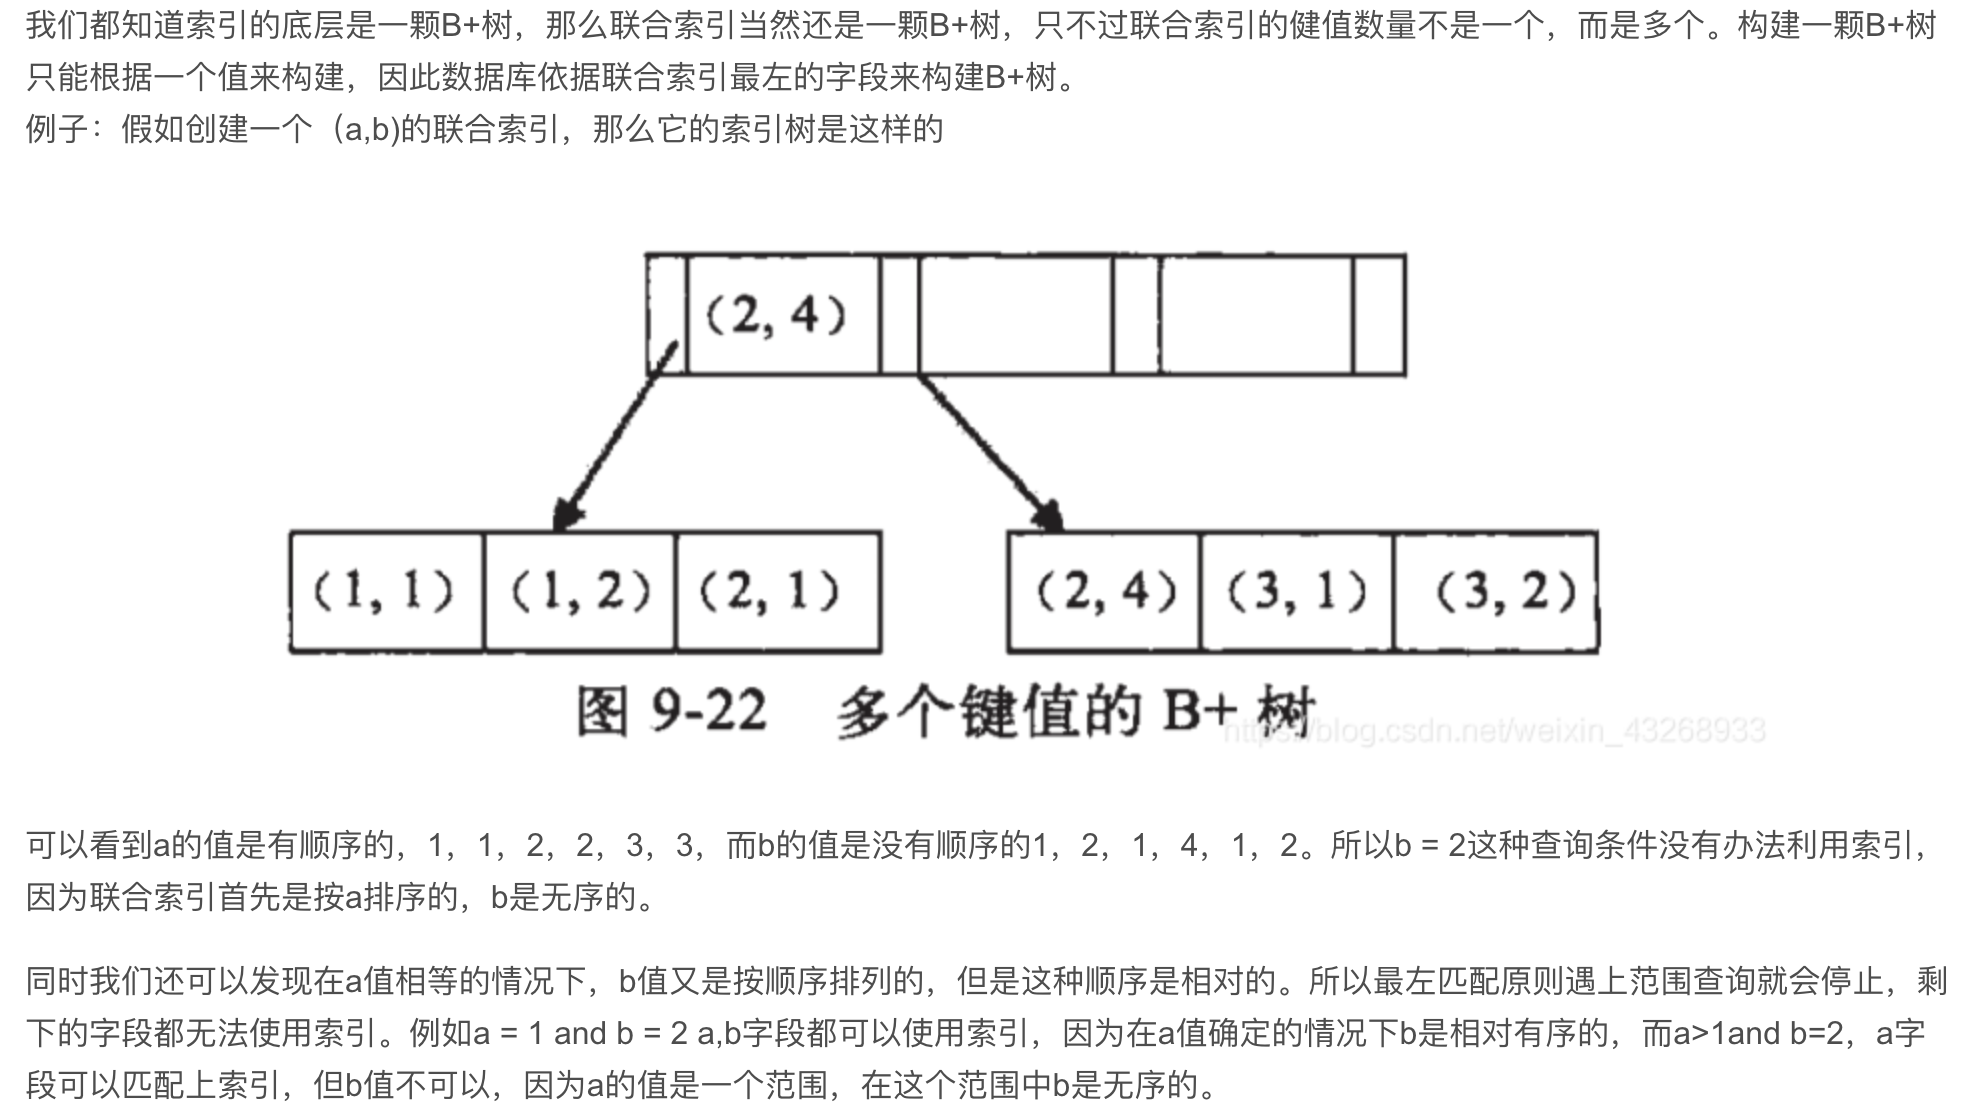 我们都知道索引的底层是一颗B+树，那么联合索引当然还是一颗B+树，只不过联合索引的健值数量不是一个，而是多个。构建一颗B+树
只能根据一个值来构建，因此数据库依据联合索引最左的字段来构建B+树。
例子：假如创建一个（a,b)的联合索引，那么它的索引树是这样的
（2, 4）
（1, 1） （1, 2） （2, 1） （2, 4） （3, 1） （3, 2）
图 9-22 多个键值的 B+ 树
https://blog.csdn.net/weixin_43268933
可以看到a的值是有顺序的，1，1，2，2，3，3，而b的值是没有顺序的1，2，1，4，1，2。所以b = 2这种查询条件没有办法利用索引，
因为联合索引首先是按a排序的，b是无序的。
同时我们还可以发现在a值相等的情况下，b值又是按顺序排列的，但是这种顺序是相对的。所以最左匹配原则遇上范围查询就会停止，剩
下的字段都无法使用索引。例如a = 1 and b = 2 a,b字段都可以使用索引，因为在a值确定的情况下b是相对有序的，而a>1and b=2，a字
段可以匹配上索引，但b值不可以，因为a的值是一个范围，在这个范围中b是无序的。